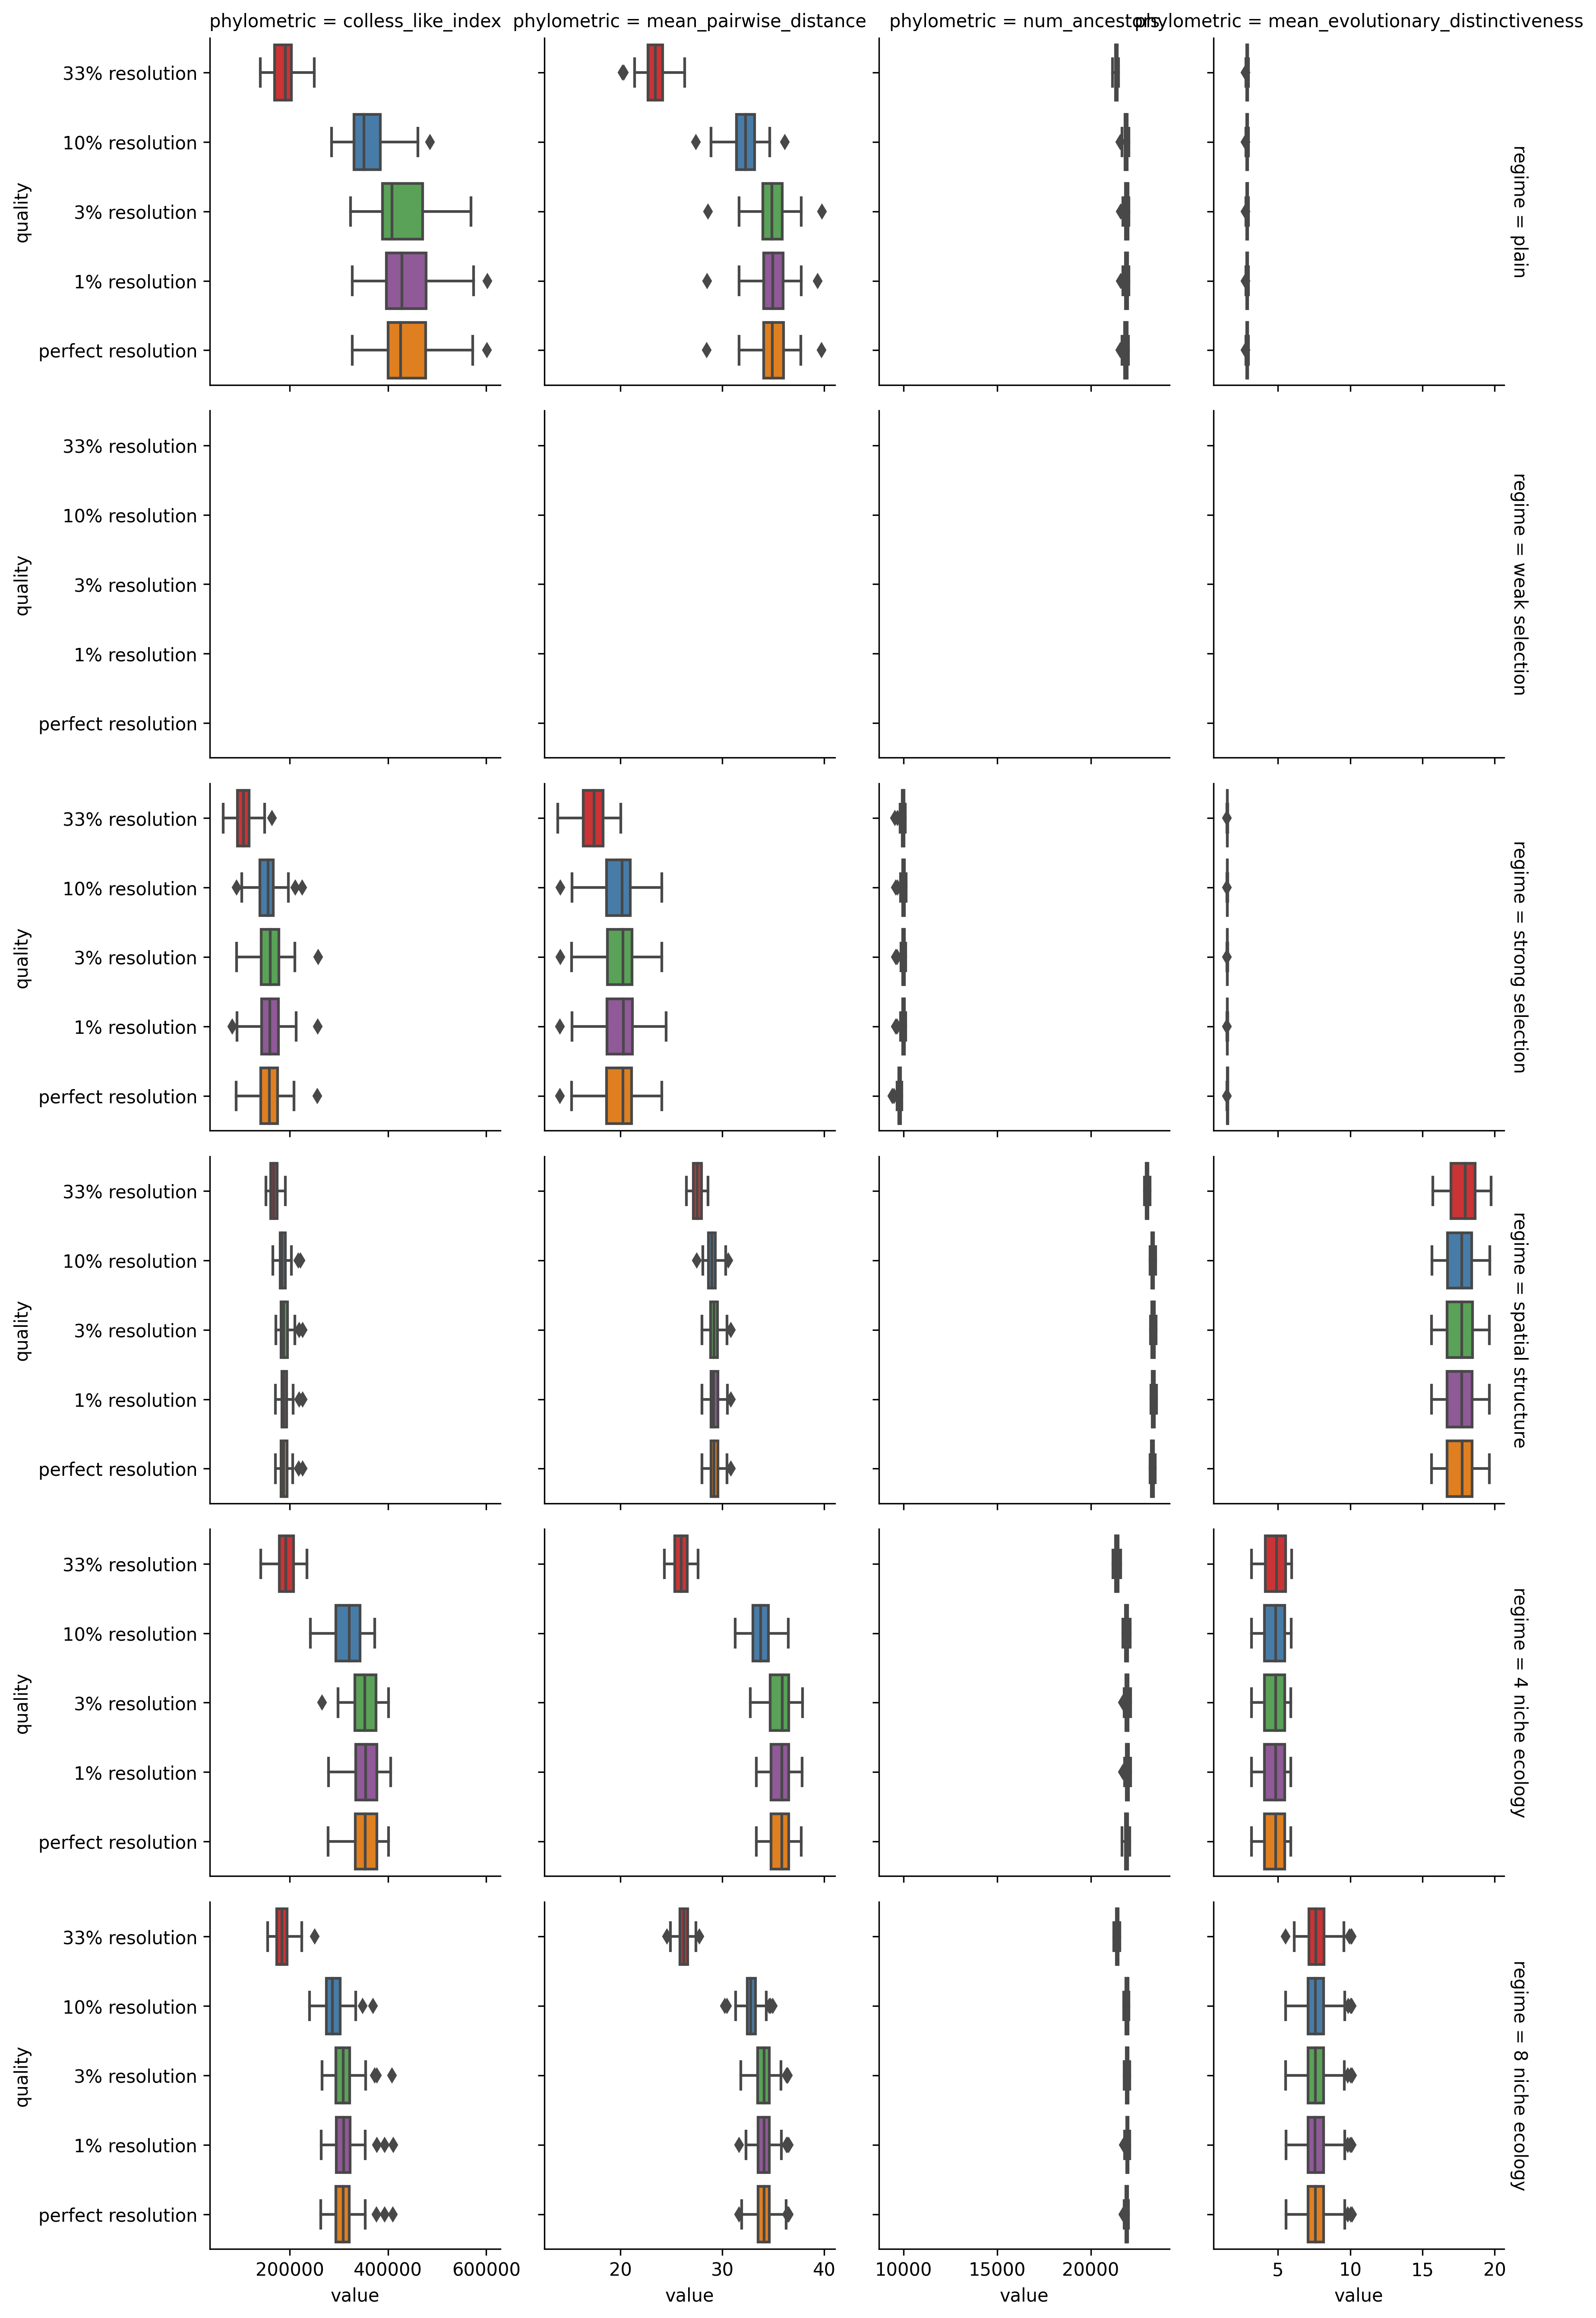 phylometric = colless_like_index
phylometric = mean_pairwise_distance
phylometric = num_ancestors
phylometric = mean_evolutionary_distinctiveness
quality
33% resolution
10% resolution
3% resolution
1% resolution
perfect resolution
regime = plain
quality
33% resolution
10% resolution
3% resolution
1% resolution
perfect resolution
regime = weak selection
quality
33% resolution
10% resolution
3% resolution
1% resolution
perfect resolution
regime = strong selection
quality
33% resolution
10% resolution
3% resolution
1% resolution
perfect resolution
regime = spatial structure
quality
33% resolution
10% resolution
3% resolution
1% resolution
perfect resolution
regime = 4 niche ecology
quality
33% resolution
10% resolution
3% resolution
1% resolution
perfect resolution
regime = 8 niche ecology
200000 400000 600000
value
20 30 40
value
10000 15000 20000
value
5 10 15 20
value